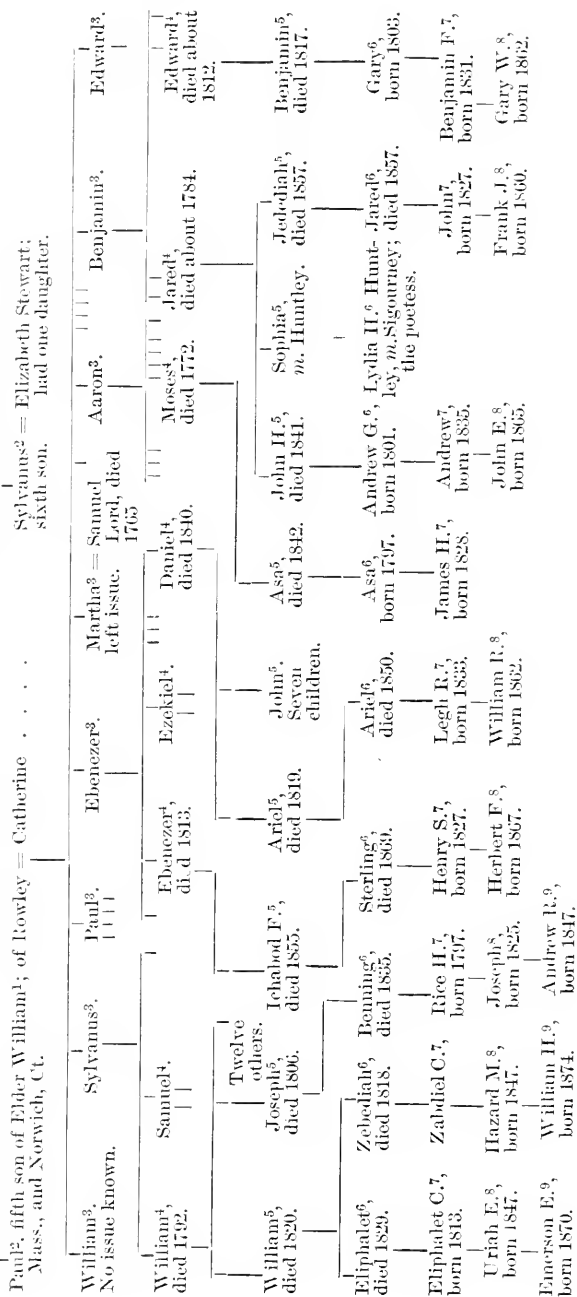 Paul², fifth son of Elder William¹; of Rowley = Catherine . . . .
Mass., and Norwich, Ct.
Sylvanus² = Elizabeth Stewart;
sixth son. had one daughter.
William³.
No issue known.
Sylvanus³.
Paul³.
Ebenezer³.
Martha³ = Samuel
left issue. Lord, died
1765
Aaron³.
Benjamin³.
Edward³.
William⁴,
died 1792.
Samuel⁴.
Ebenezer⁴,
died 1813.
Ezekiel⁴.
Daniel⁴,
died 1840.
Moses⁴,
died 1772.
Jared⁴,
died about 1784.
Edward⁴,
died about
1812.
William⁵,
died 1820.
Joseph⁵,
died 1806.
Twelve
others.
Ichabod F.⁵,
died 1855.
Ariel⁵,
died 1819.
John⁵.
Seven
children.
Asa⁵,
died 1842.
John H.⁵,
died 1841.
Sophia⁵,
m. Huntley.
Jedediah⁵,
died 1857.
Benjamin⁵,
died 1817.
Eliphalet⁶,
died 1829.
Zebediah⁶,
died 1818.
Benning⁶,
died 1835.
Sterling⁶,
died 1869.
Ariel⁶,
died 1850.
Asa⁶,
born 1797.
Andrew G.⁶,
born 1801.
Lydia H.⁶ Hunt-
ley, m. Sigourney;
the poetess.
Jared⁶,
died 1857.
Gary⁶,
born 1803.
Eliphalet C.⁷,
born 1813.
Zabdiel C.⁷,
Rice H.⁷,
born 1797.
Henry S.⁷,
born 1827.
Legh R.⁷,
born 1833.
James H.⁷,
born 1828.
Andrew⁷,
born 1835.
John⁷,
born 1827.
Benjamin F.⁷,
born 1831.
Uriah E.⁸,
born 1847.
Hazard M.⁸,
born 1847.
Joseph⁸,
born 1825.
Herbert F.⁸,
born 1867.
William R.⁸,
born 1862.
John E.⁸,
born 1865.
Frank J.⁸,
born 1860.
Gary W.⁸,
born 1862.
Emerson E.⁹,
born 1870.
William H.⁹,
born 1874.
Andrew R.⁹,
born 1847.